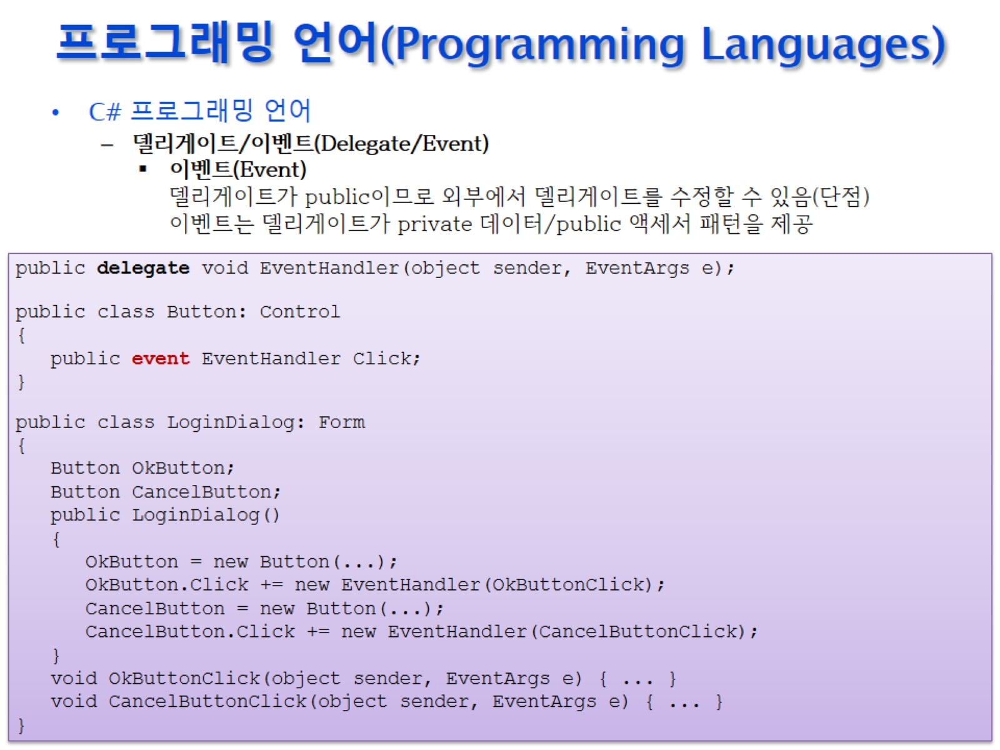 프로그래밍 언어(Programming Languages)
• C# 프로그래밍 언어
– 델리게이트/이벤트(Delegate/Event)
▪ 이벤트(Event)
델리게이트가 public이므로 외부에서 델리게이트를 수정할 수 있음(단점)
이벤트는 델리게이트가 private 데이터/public 액세서 패턴을 제공
public delegate void EventHandler(object sender, EventArgs e);
public class Button: Control
{
   public event EventHandler Click;
}
public class LoginDialog: Form
{
   Button OkButton;
   Button CancelButton;
   public LoginDialog()
   {
      OkButton = new Button(...);
      OkButton.Click += new EventHandler(OkButtonClick);
      CancelButton = new Button(...);
      CancelButton.Click += new EventHandler(CancelButtonClick);
   }
   void OkButtonClick(object sender, EventArgs e) { ... }
   void CancelButtonClick(object sender, EventArgs e) { ... }
}